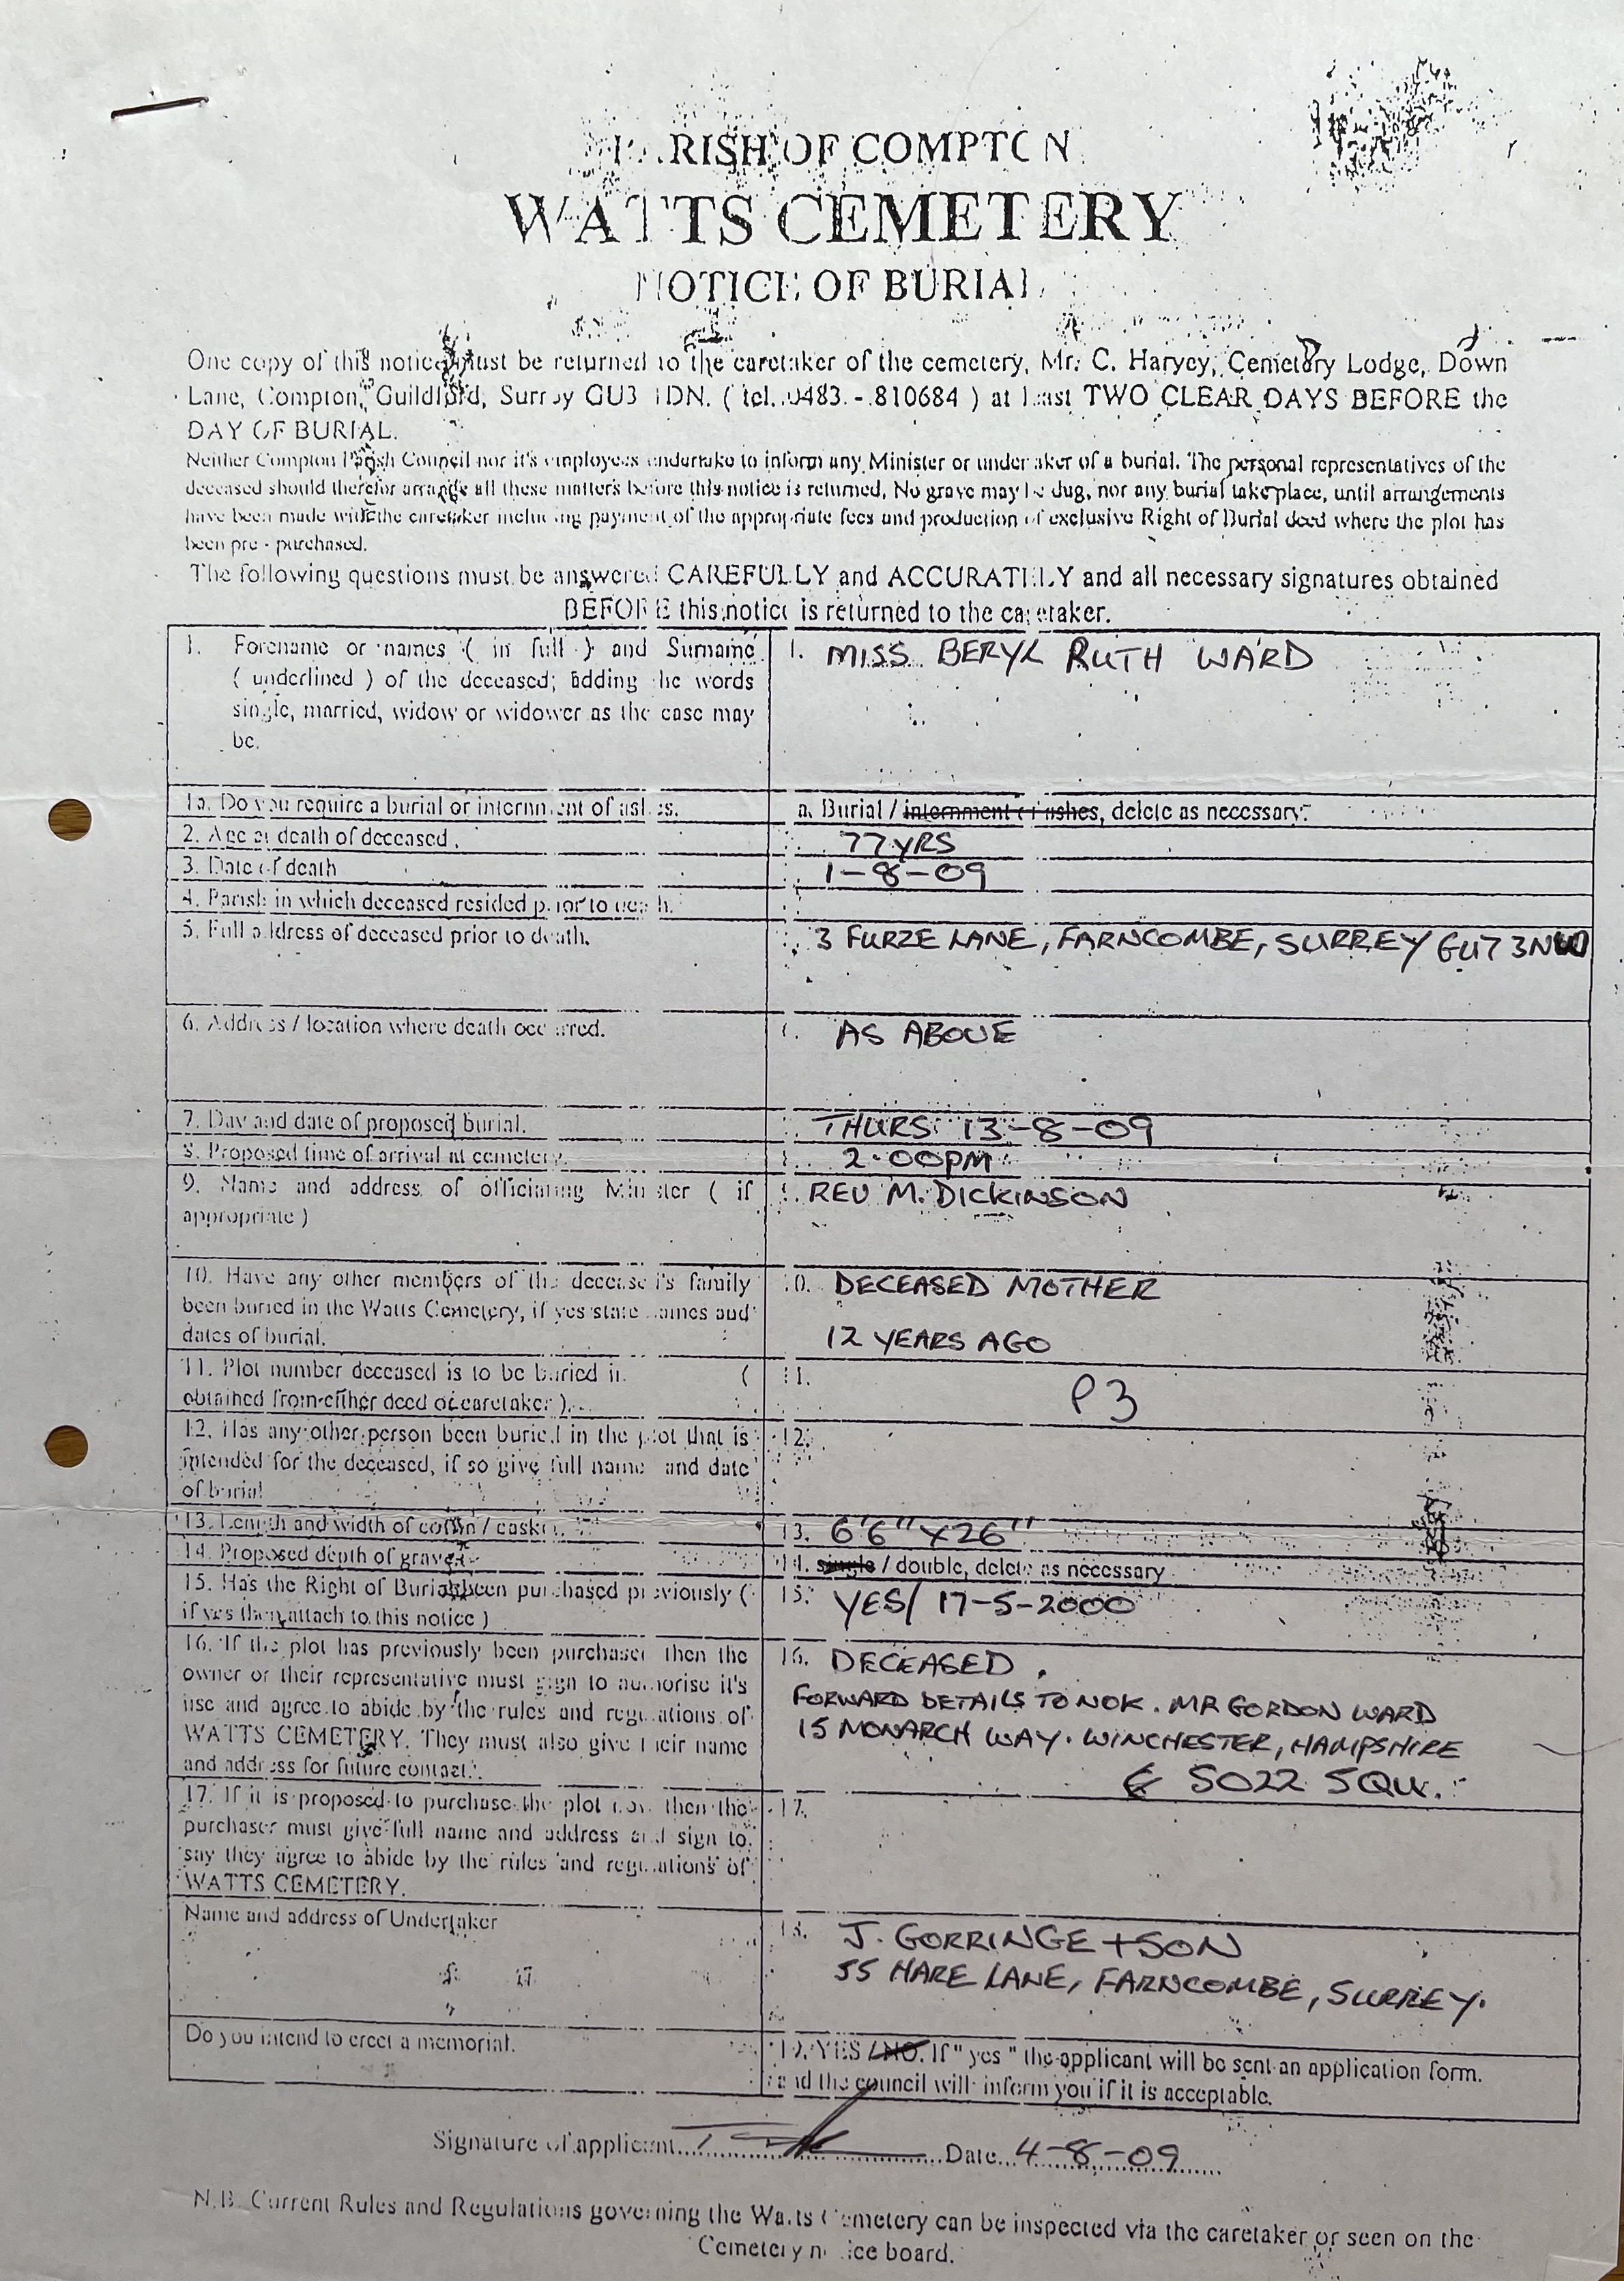 PARISH OF COMPTON
WATTS CEMETERY
NOTICE OF BURIAL
One copy of this notice must be returned to the caretaker of the cemetery, Mr. C. Harvey, Cemetery Lodge, Down
Lane, Compton, Guildford, Surrey GU3 1DN. ( tel. 0483 - 810684 ) at least TWO CLEAR DAYS BEFORE the
DAY OF BURIAL.
Neither Compton Parish Council nor it's employees undertake to inform any Minister or undertaker of a burial. The personal representatives of the
deceased should therefor arrange all these matters before this notice is returned. No grave may be dug, nor any burial take place, until arrangements
have been made with the caretaker including payment of the appropriate fees and production of exclusive Right of Burial deed where the plot has
been pre - purchased.
The following questions must be answered CAREFULLY and ACCURATELY and all necessary signatures obtained
BEFORE this notice is returned to the caretaker.
1. Forename or names ( in full ) and Surname
( underlined ) of the deceased; adding the words
single, married, widow or widower as the case may
be.
1. MISS BERYL RUTH WARD
1a. Do you require a burial or internment of ashes.
a. Burial / internment of ashes, delete as necessary.
2. Age at death of deceased.
77 YRS
3. Date of death
1-8-09
4. Parish in which deceased resided prior to death.
5. Full address of deceased prior to death.
3 FURZE LANE, FARNCOMBE, SURREY GU7 3NW
6. Address / location where death occurred.
AS ABOVE
7. Day and date of proposed burial.
THURS 13-8-09
8. Proposed time of arrival at cemetery.
2.00PM
9. Name and address of officiating Minister ( if
appropriate )
REV M. DICKINSON
10. Have any other members of the deceased's family
been buried in the Watts Cemetery, if yes state names and
dates of burial.
10. DECEASED MOTHER
12 YEARS AGO
11. Plot number deceased is to be buried in (
obtained from either deed or caretaker ).
11. P3
12. Has any other person been buried in the plot that is
intended for the deceased, if so give full name and date
of burial
12.
13. Length and width of coffin / casket.
13. 6'6" X 26"
14. Proposed depth of grave.
14. single / double, delete as necessary
15. Has the Right of Burial been purchased previously (
if yes then attach to this notice )
15. YES/ 17-5-2000
16. If the plot has previously been purchased then the
owner or their representative must sign to authorise it's
use and agree to abide by the rules and regulations of
WATTS CEMETERY. They must also give their name
and address for future contact.
16. DECEASED.
FORWARD DETAILS TO NOK. MR GORDON WARD
15 MONARCH WAY. WINCHESTER, HAMPSHIRE
SO22 5QU.
17. If it is proposed to purchase the plot now then the
purchaser must give full name and address and sign to
say they agree to abide by the rules and regulations of
WATTS CEMETERY.
17.
Name and address of Undertaker
18. J. GORRINGE + SON
55 HARE LANE, FARNCOMBE, SURREY.
Do you intend to erect a memorial.
19. YES / NO. If " yes " the applicant will be sent an application form.
and the council will inform you if it is acceptable.
Signature of applicant Date 4-8-09
N.B. Current Rules and Regulations governing the Watts Cemetery can be inspected via the caretaker or seen on the
Cemetery notice board.